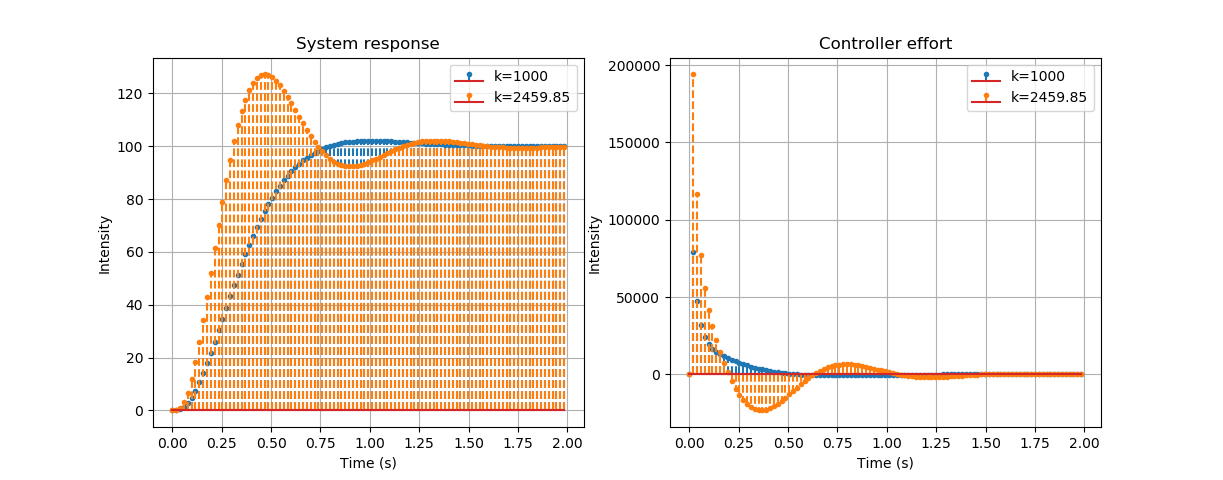 System response
Intensity
120
100
80
60
40
20
0
k=1000
k=2459.85
0.00 0.25 0.50 0.75 1.00 1.25 1.50 1.75 2.00
Time (s)
Controller effort
Intensity
200000
150000
100000
50000
0
k=1000
k=2459.85
0.00 0.25 0.50 0.75 1.00 1.25 1.50 1.75 2.00
Time (s)